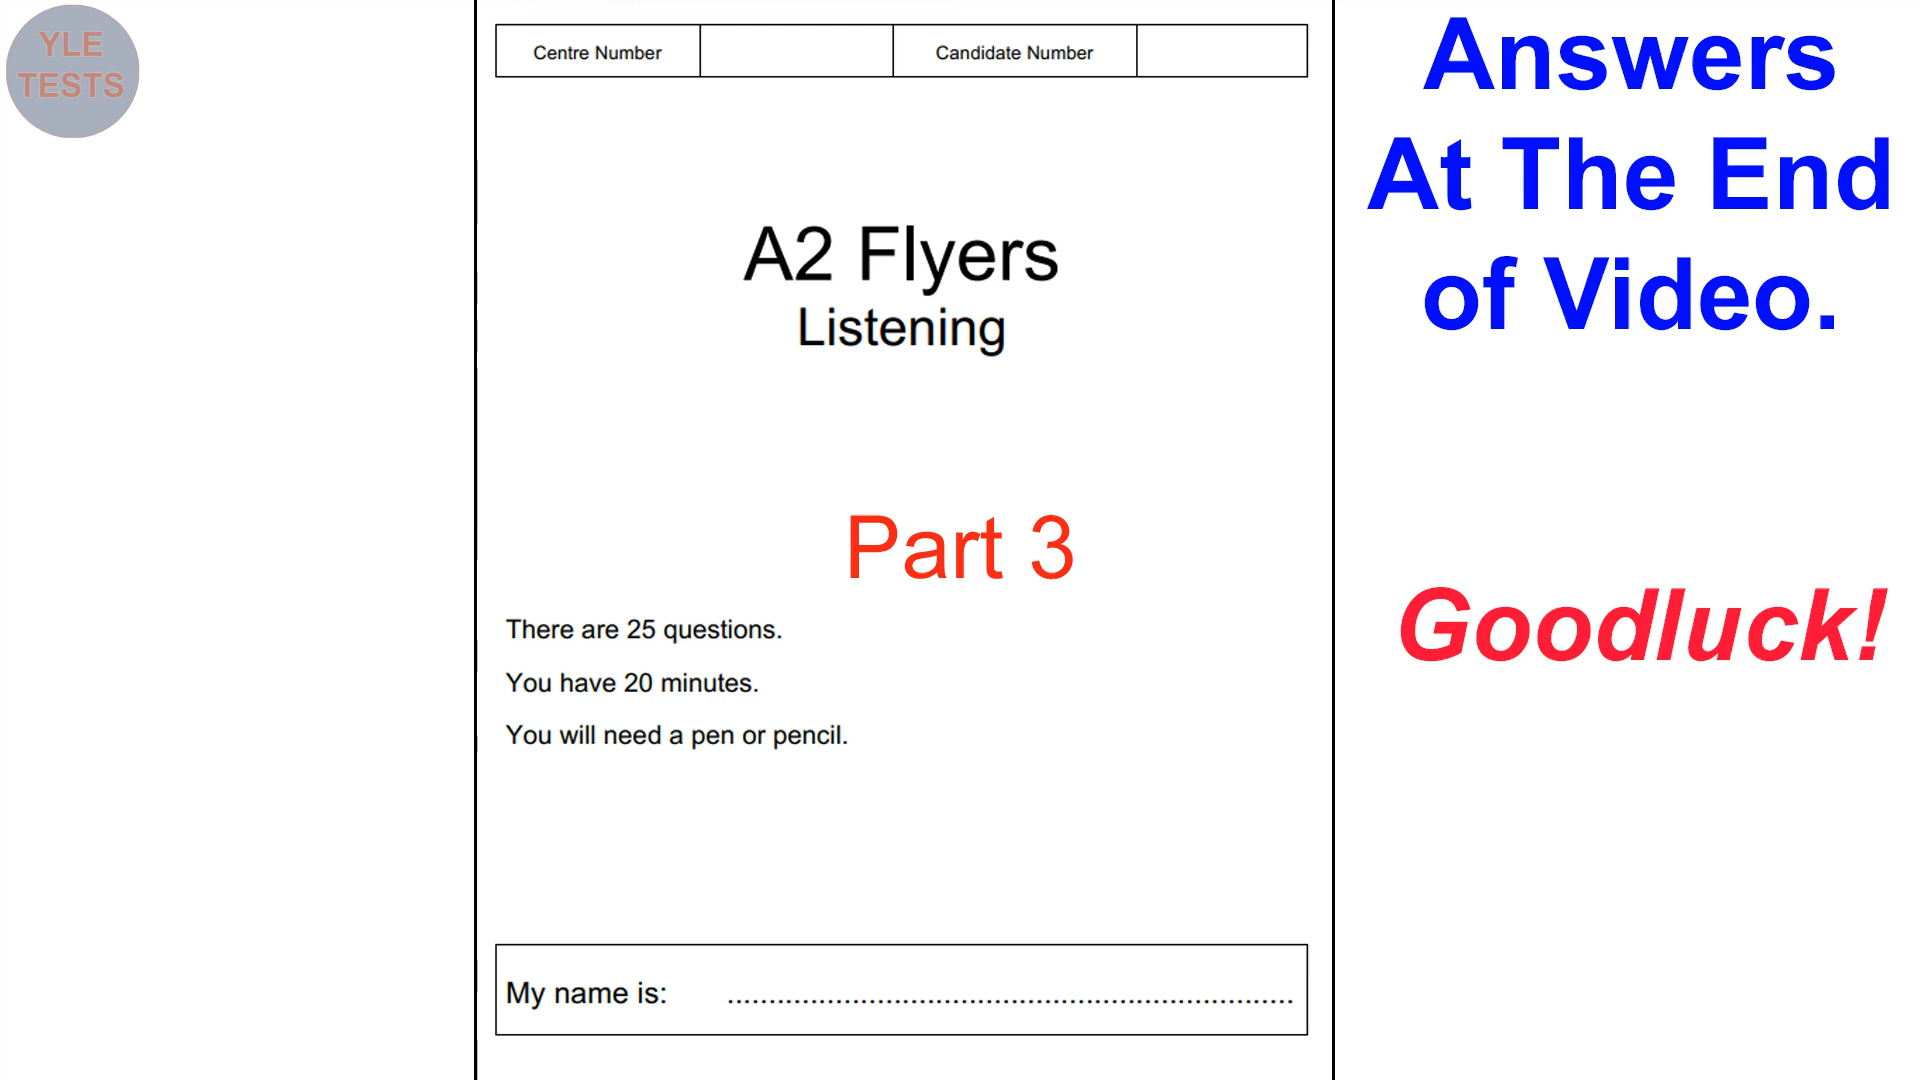 YLE
TESTS
Centre Number
Candidate Number
A2 Flyers
Listening
Part 3
There are 25 questions.
You have 20 minutes.
You will need a pen or pencil.
My name is: ....................................................................
Answers
At The End
of Video.
Goodluck!